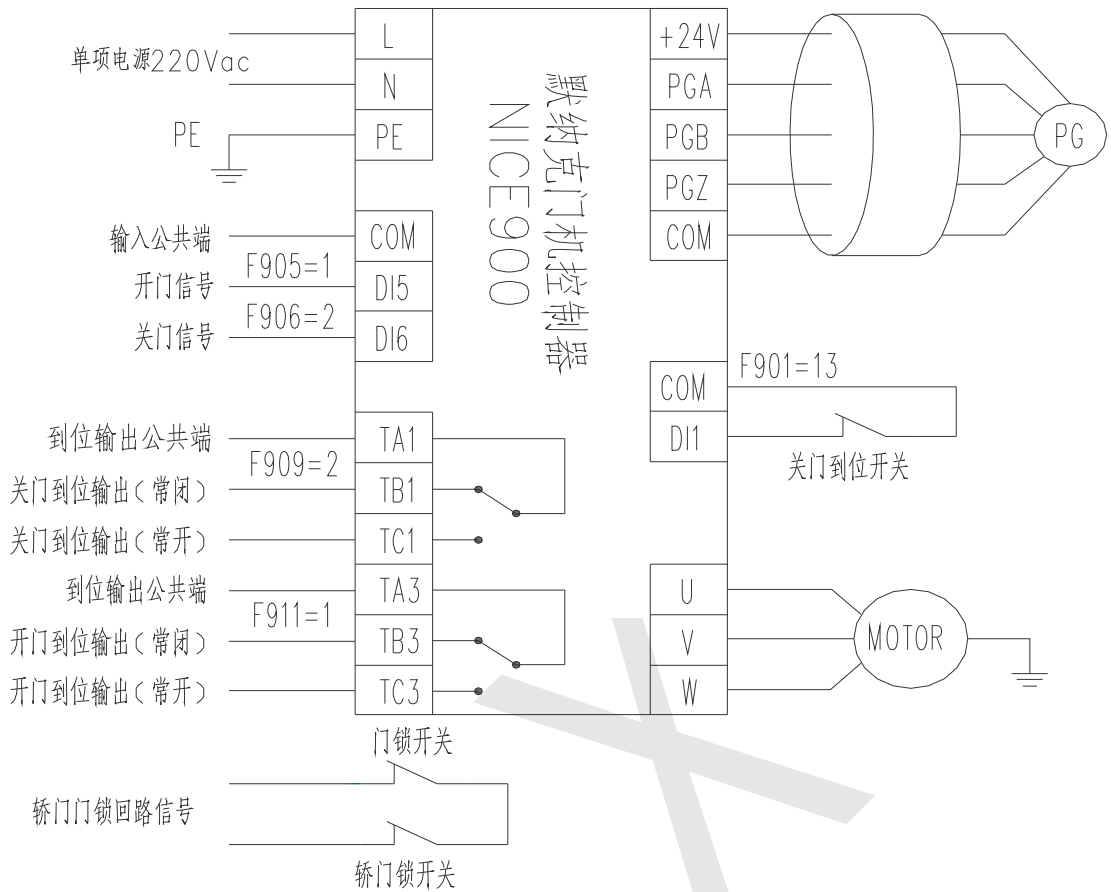 单项电源220Vac
PE
输入公共端
F905=1
开门信号
F906=2
关门信号
到位输出公共端
F909=2
关门到位输出(常闭)
关门到位输出(常开)
到位输出公共端
F911=1
开门到位输出(常闭)
开门到位输出(常开)
L
N
PE
COM
DI5
DI6
TA1
TB1
TC1
TA3
TB3
TC3
默纳克门机控制器
NICE900
+24V
PGA
PGB
PGZ
COM
PG
F901=13
COM
DI1
关门到位开关
U
V
W
MOTOR
门锁开关
轿门门锁回路信号
轿门锁开关